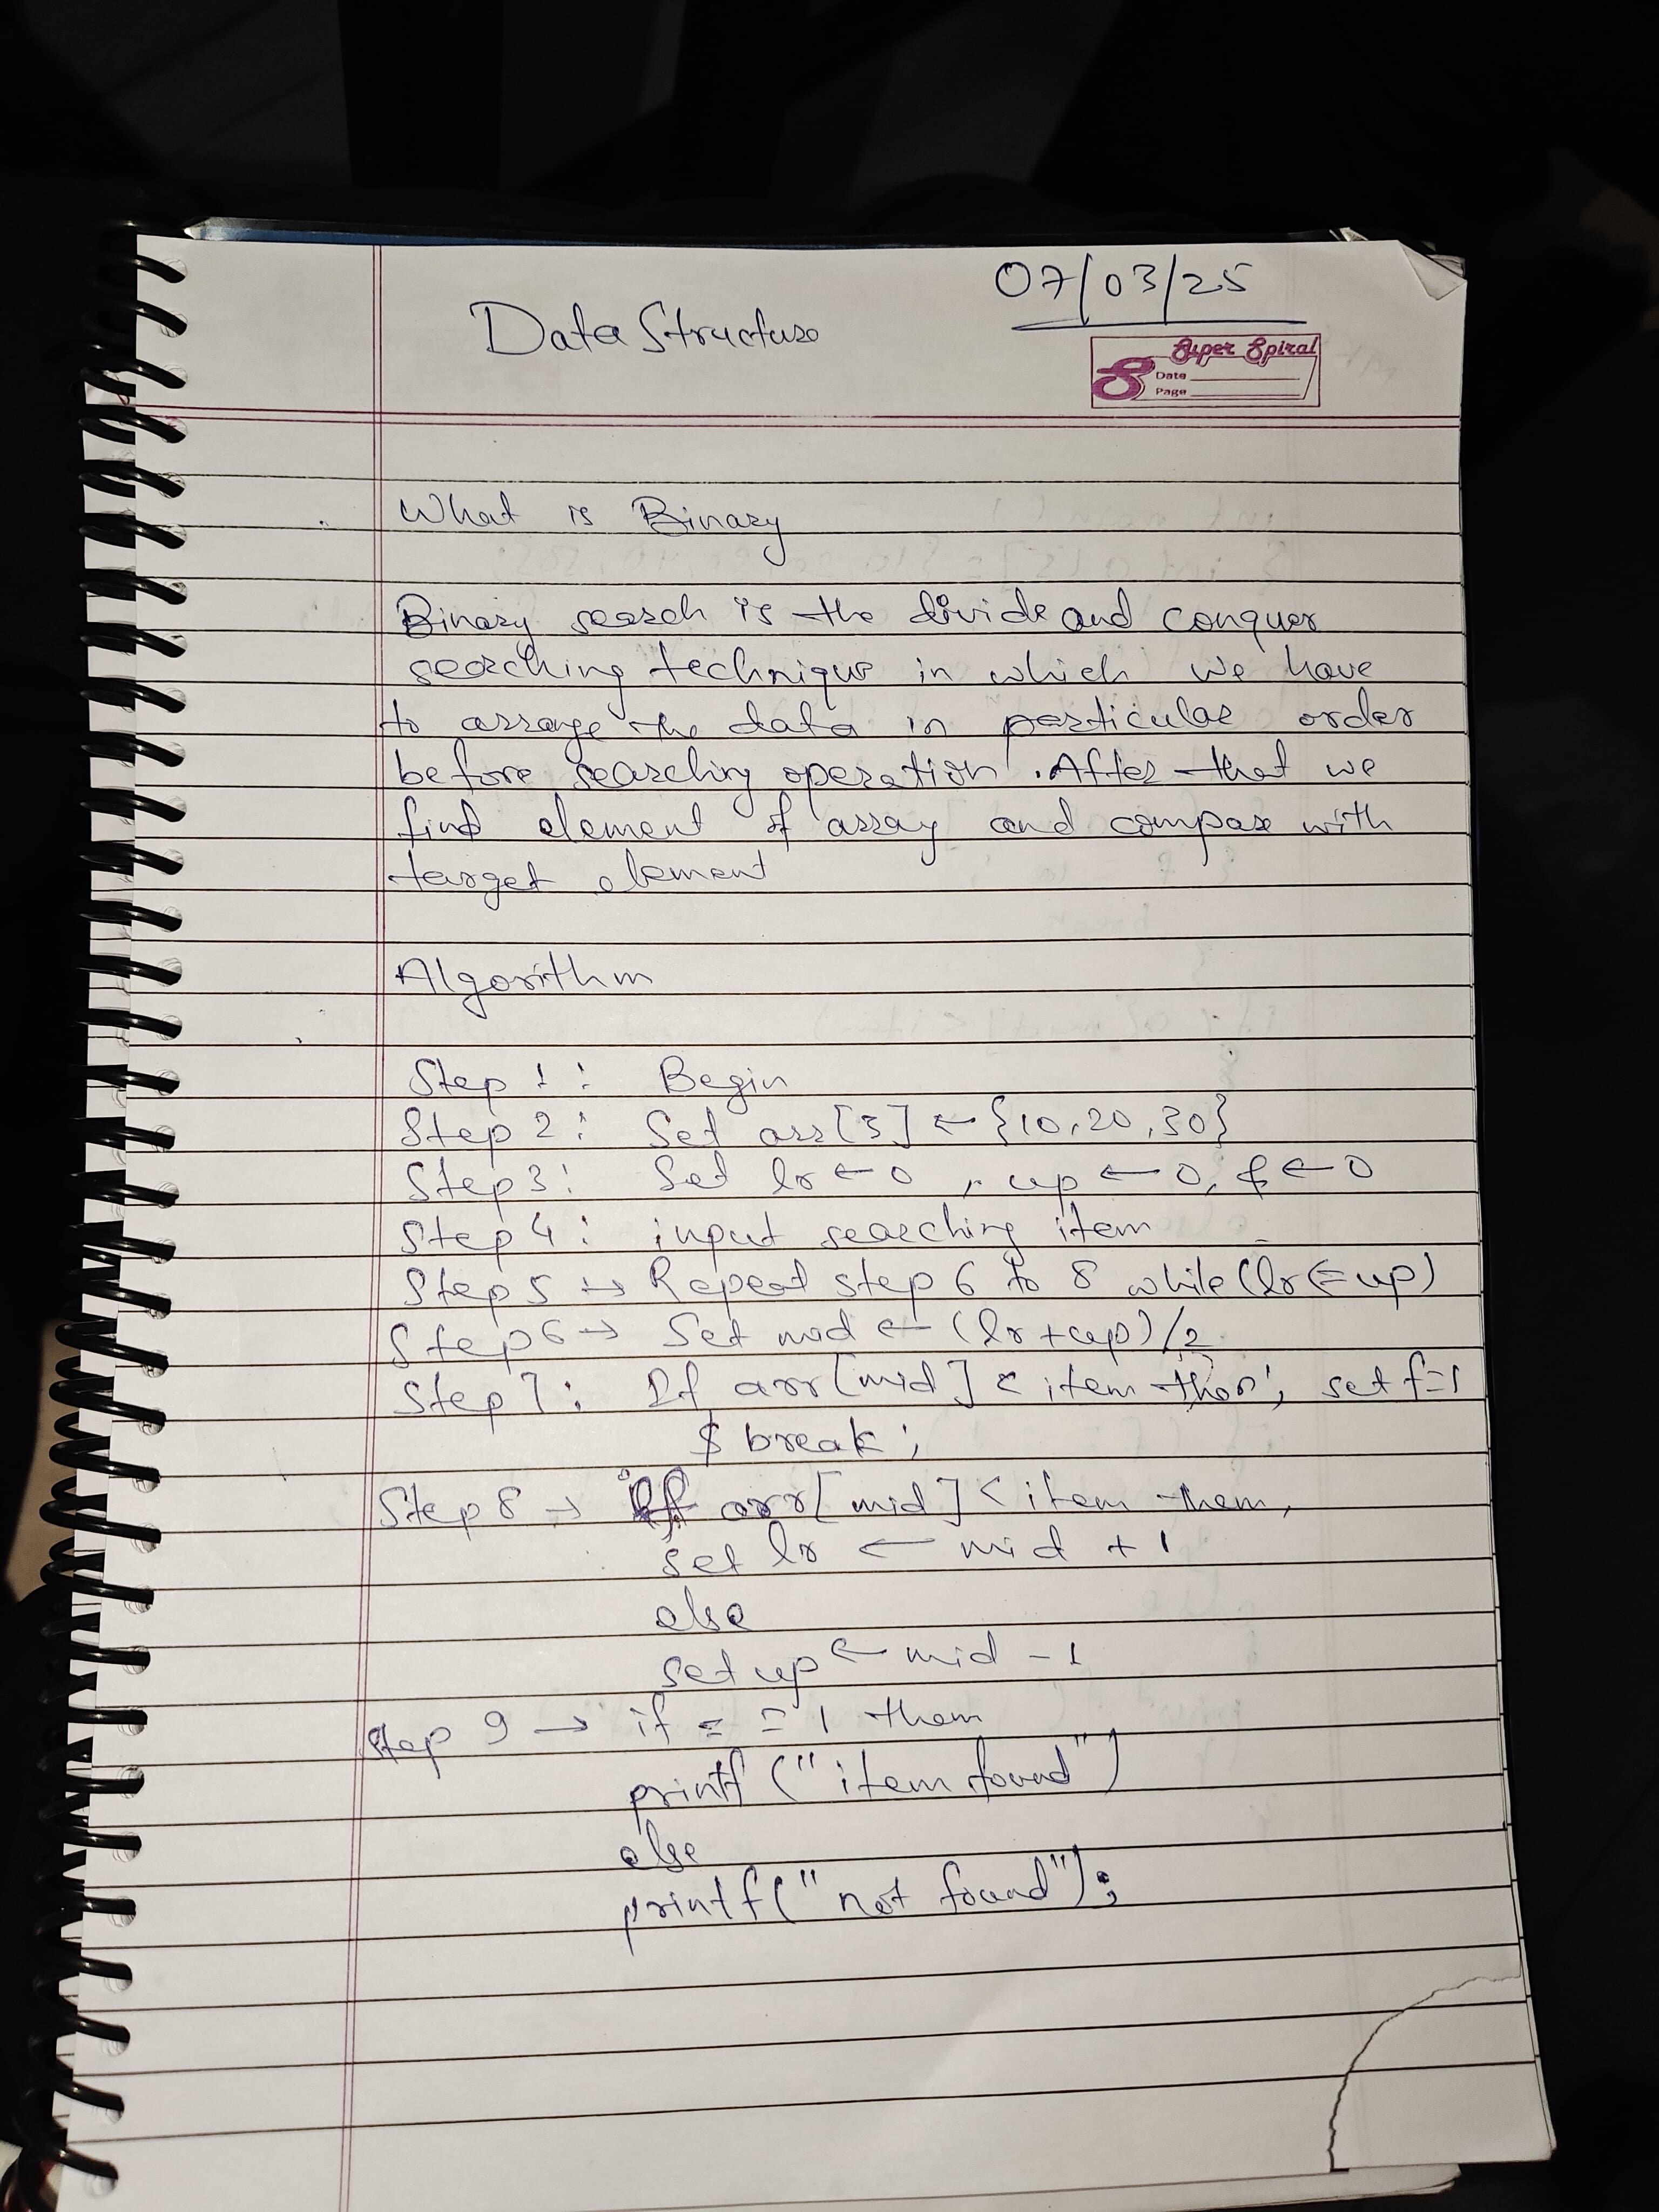 07/03/25
Data Structure
Super Spiral
Date
Page
What is Binary
Binary search is the divide and conquer
searching technique in which we have
to arrange the data in particular order
before searching operation. After that we
find element of array and compare with
target element
Algorithm
Step 1: Begin
Step 2: Set arr[3] ← {10,20,30}
Step 3: Set lr ← 0, up ← 0, f ← 0
Step 4: input searching item
Step 5 → Repeat step 6 to 8 while (lr <= up)
Step 6 → Set mid ← (lr+up)/2
Step 7: If arr[mid] < item then, set f=1
$ break;
Step 8 → if arr[mid] < item them,
set lr ← mid + 1
else
set up ← mid - 1
Step 9 → if = = 1 them
printf ("item found")
else
printf("not found");